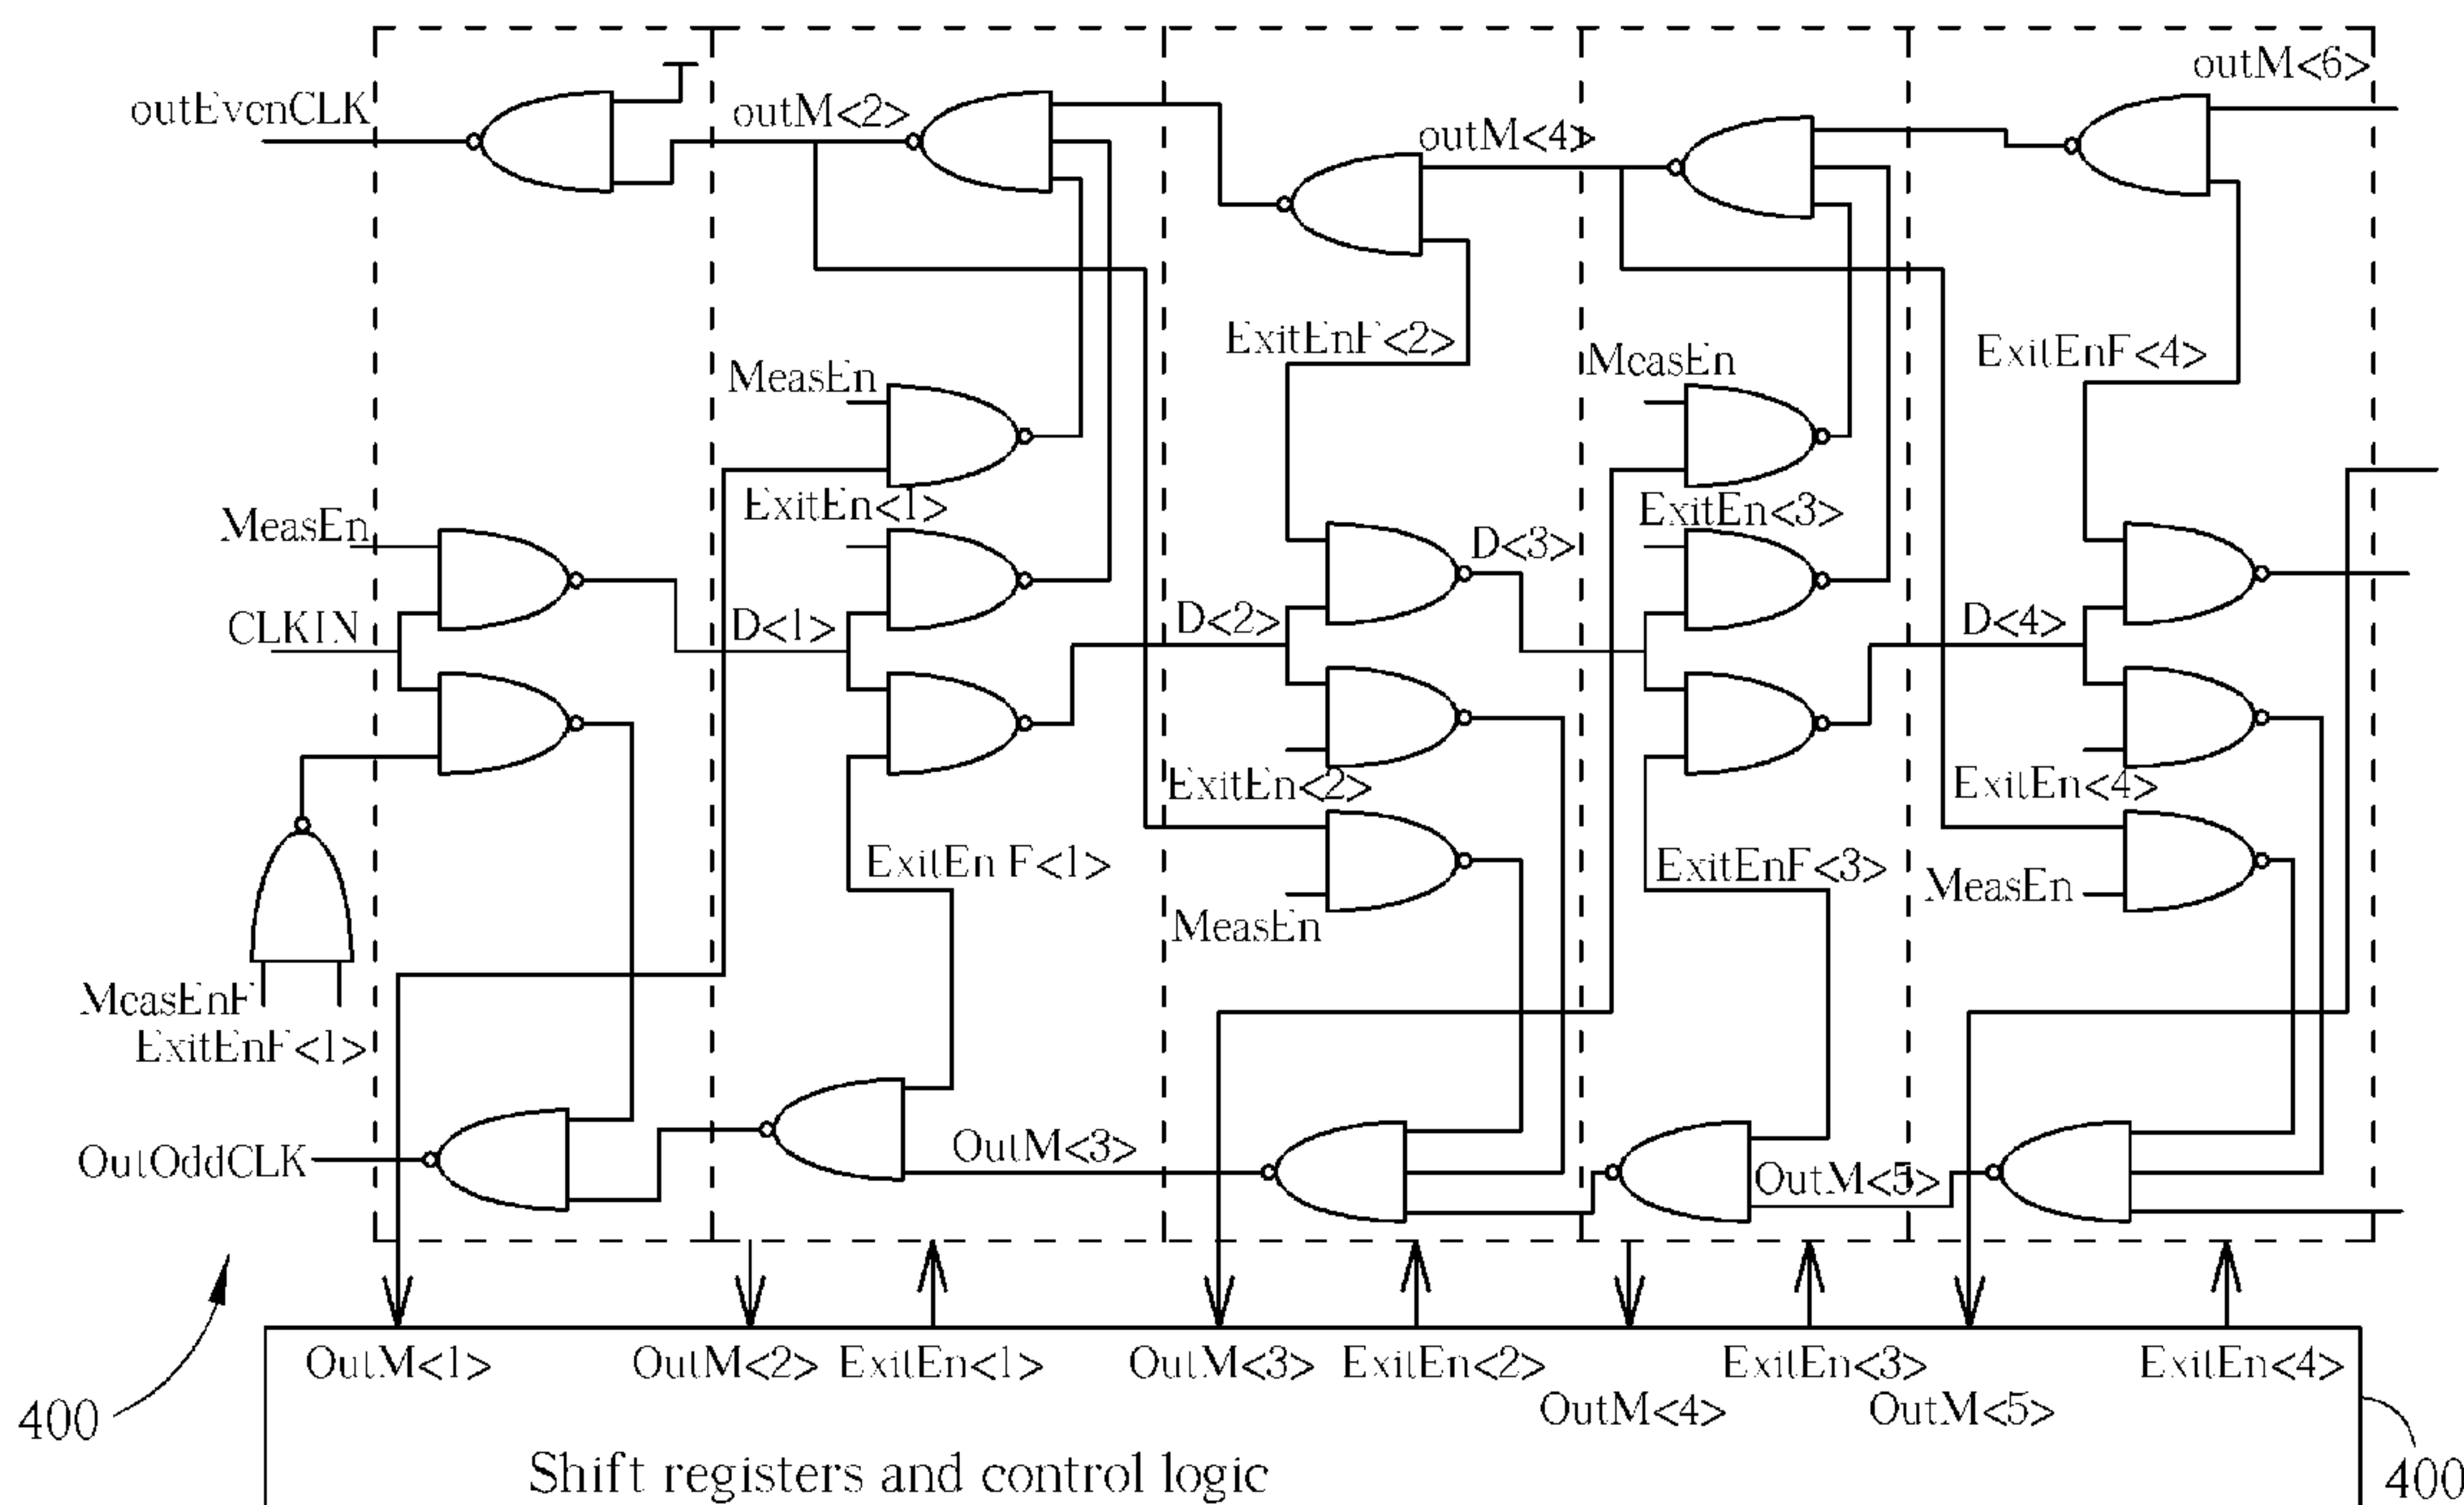 outM<6>
outEvenCLK
outM<2>
outM<4>
ExitEnF<2>
ExitEnF<4>
MeasEn
MeasEn
ExitEn<1>
ExitEn<3>
MeasEn
D<3>
CLKIN
D<1>
D<2>
D<4>
ExitEn<2>
ExitEn<4>
ExitEn F<1>
ExitEnF<3>
MeasEn
MeasEn
MeasEnF
ExitEnF<1>
OutM<3>
OutOddCLK
OutM<5>
OutM<1>
OutM<2>
ExitEn<1>
OutM<3>
ExitEn<2>
ExitEn<3>
ExitEn<4>
OutM<4>
OutM<5>
400
Shift registers and control logic
400